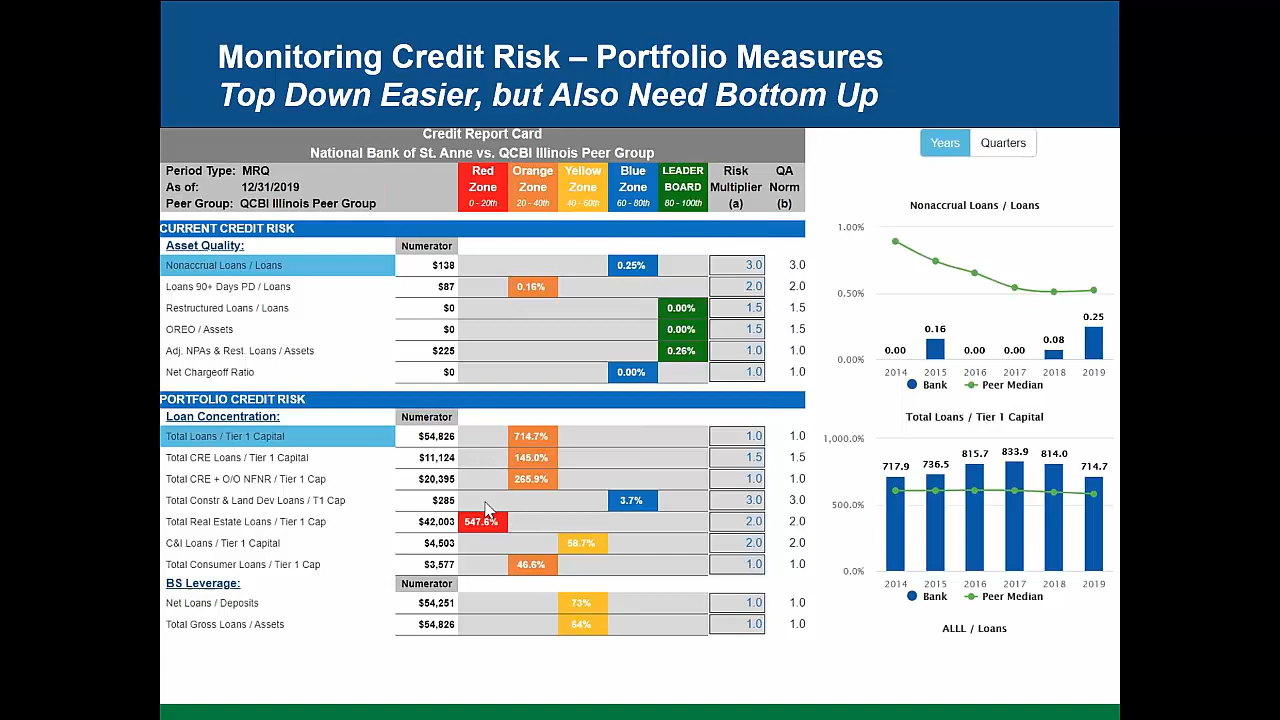 Monitoring Credit Risk – Portfolio Measures
Top Down Easier, but Also Need Bottom Up
Credit Report Card
National Bank of St. Anne vs. QCBI Illinois Peer Group
Period Type: MRQ
As of: 12/31/2019
Peer Group: QCBI Illinois Peer Group
Red Zone 0 - 20th
Orange Zone 20 - 40th
Yellow Zone 40 - 60th
Blue Zone 60 - 80th
LEADER BOARD 80 - 100th
Risk Multiplier (a)
QA Norm (b)
CURRENT CREDIT RISK
Asset Quality: Numerator
Nonaccrual Loans / Loans $138 0.25% 3.0 3.0
Loans 90+ Days PD / Loans $87 0.16% 2.0 2.0
Restructured Loans / Loans $0 0.00% 1.5 1.5
OREO / Assets $0 0.00% 1.5 1.5
Adj. NPAs & Rest. Loans / Assets $225 0.26% 1.0 1.0
Net Chargeoff Ratio $0 0.00% 1.0 1.0
PORTFOLIO CREDIT RISK
Loan Concentration: Numerator
Total Loans / Tier 1 Capital $54,826 714.7% 1.0 1.0
Total CRE Loans / Tier 1 Capital $11,124 145.0% 1.5 1.5
Total CRE + O/O NFNR / Tier 1 Cap $20,395 265.9% 1.0 1.0
Total Constr & Land Dev Loans / T1 Cap $285 3.7% 3.0 3.0
Total Real Estate Loans / Tier 1 Cap $42,003 547.6% 2.0 2.0
C&I Loans / Tier 1 Capital $4,503 58.7% 2.0 2.0
Total Consumer Loans / Tier 1 Cap $3,577 46.6% 1.0 1.0
BS Leverage: Numerator
Net Loans / Deposits $54,251 73% 1.0 1.0
Total Gross Loans / Assets $54,826 64% 1.0 1.0
Years Quarters
Nonaccrual Loans / Loans
1.00%
0.50%
0.00%
0.00 0.16 0.00 0.00 0.08 0.25
2014 2015 2016 2017 2018 2019
Bank Peer Median
Total Loans / Tier 1 Capital
1,000.0%
500.0%
0.0%
717.9 736.5 815.7 833.9 814.0 714.7
2014 2015 2016 2017 2018 2019
Bank Peer Median
ALLL / Loans